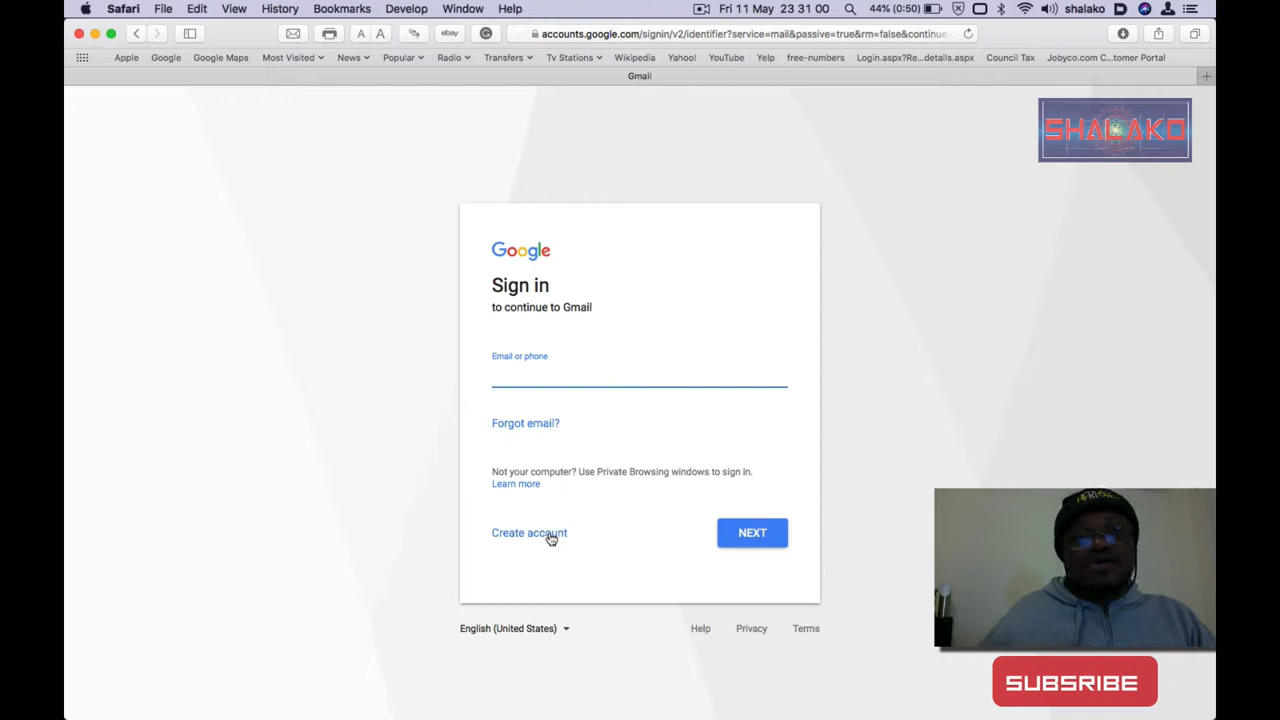 Safari File Edit View History Bookmarks Develop Window Help Fri 11 May 23 31 00 44% (0:50) shalako
A A ebay accounts.google.com/signin/v2/identifier?service=mail&passive=true&rm=false&continue
Apple Google Google Maps Most Visited News Popular Radio Transfers Tv Stations Wikipedia Yahoo! YouTube Yelp free-numbers Login.aspx?Re...details.aspx Council Tax Jobyco.com C...tomer Portal
Gmail
SHALAKO
Google
Sign in
to continue to Gmail
Email or phone
Forgot email?
Not your computer? Use Private Browsing windows to sign in.
Learn more
Create account NEXT
English (United States) Help Privacy Terms
SUBSRIBE